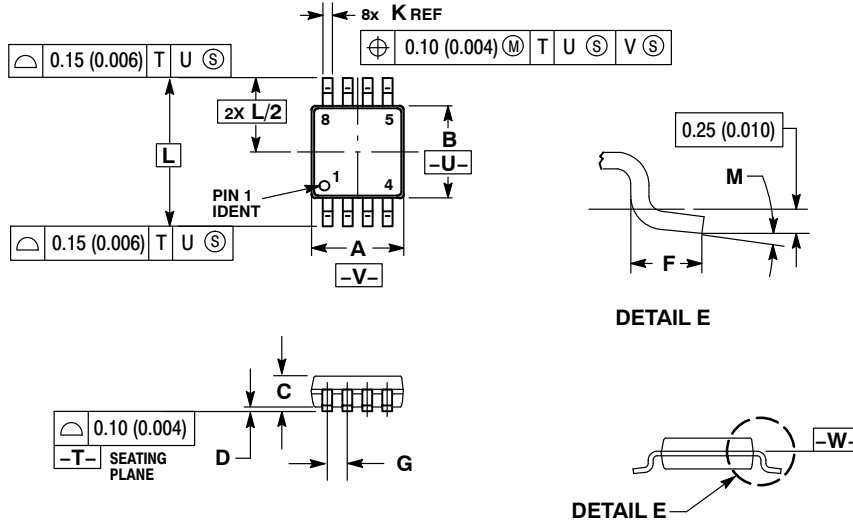 8x K REF
⌓ 0.15 (0.006) T U Ⓢ
⌖ 0.10 (0.004) Ⓜ T U Ⓢ V Ⓢ
2X L/2
8 5
B
–U–
L
PIN 1
IDENT
1
4
⌓ 0.15 (0.006) T U Ⓢ
A
–V–
0.25 (0.010)
M
F
DETAIL E
C
⌓ 0.10 (0.004)
–T– SEATING
PLANE
D
G
–W–
DETAIL E